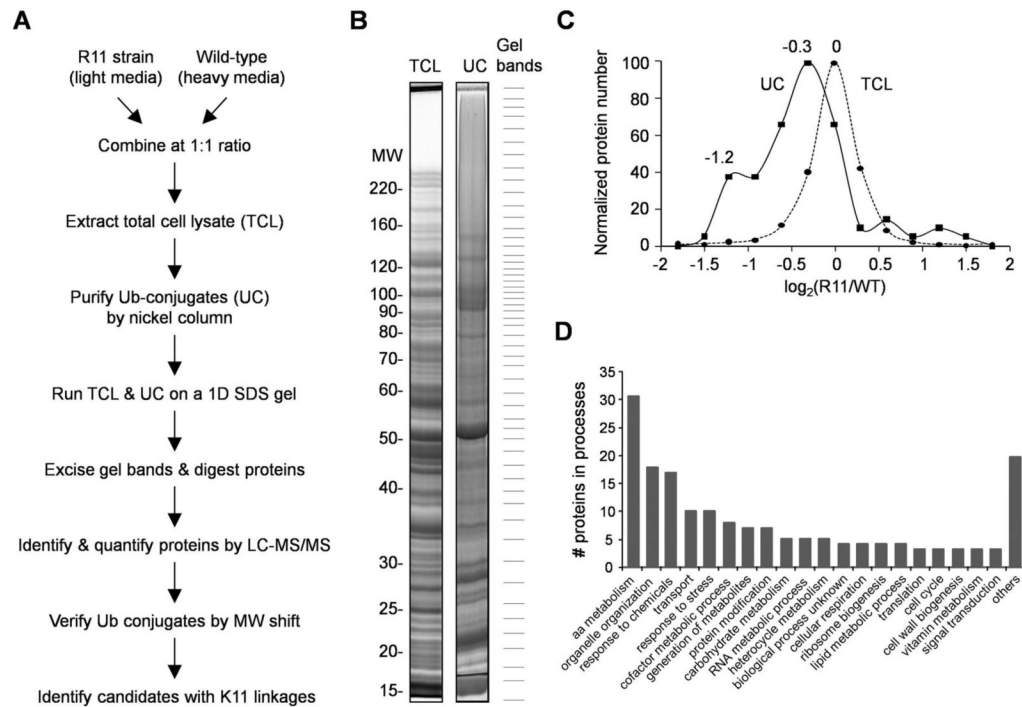 A
R11 strain
(light media)
Wild-type
(heavy media)
Combine at 1:1 ratio
Extract total cell lysate (TCL)
Purify Ub-conjugates (UC)
by nickel column
Run TCL & UC on a 1D SDS gel
Excise gel bands & digest proteins
Identify & quantify proteins by LC-MS/MS
Verify Ub conjugates by MW shift
Identify candidates with K11 linkages
B
TCL
UC
Gel
bands
MW
220-
160-
120-
100-
90-
80-
70-
60-
50-
40-
30-
25-
20-
15-
C
Normalized protein number
100
80
60
40
20
0
-0.3
0
UC
TCL
-1.2
-2
-1.5
-1
-0.5
0
0.5
1
1.5
2
log2(R11/WT)
D
# proteins in processes
35
30
25
20
15
10
5
0
aa metabolism
organelle organization
response to chemicals
transport
response to stress
cofactor metabolic process
generation of metabolites
protein modification
carbohydrate metabolism
RNA metabolic process
heterocycle metabolism
biological process unknown
cellular respiration
ribosome biogenesis
lipid metabolic process
translation
cell cycle
cell wall biogenesis
vitamin metabolism
signal transduction
others